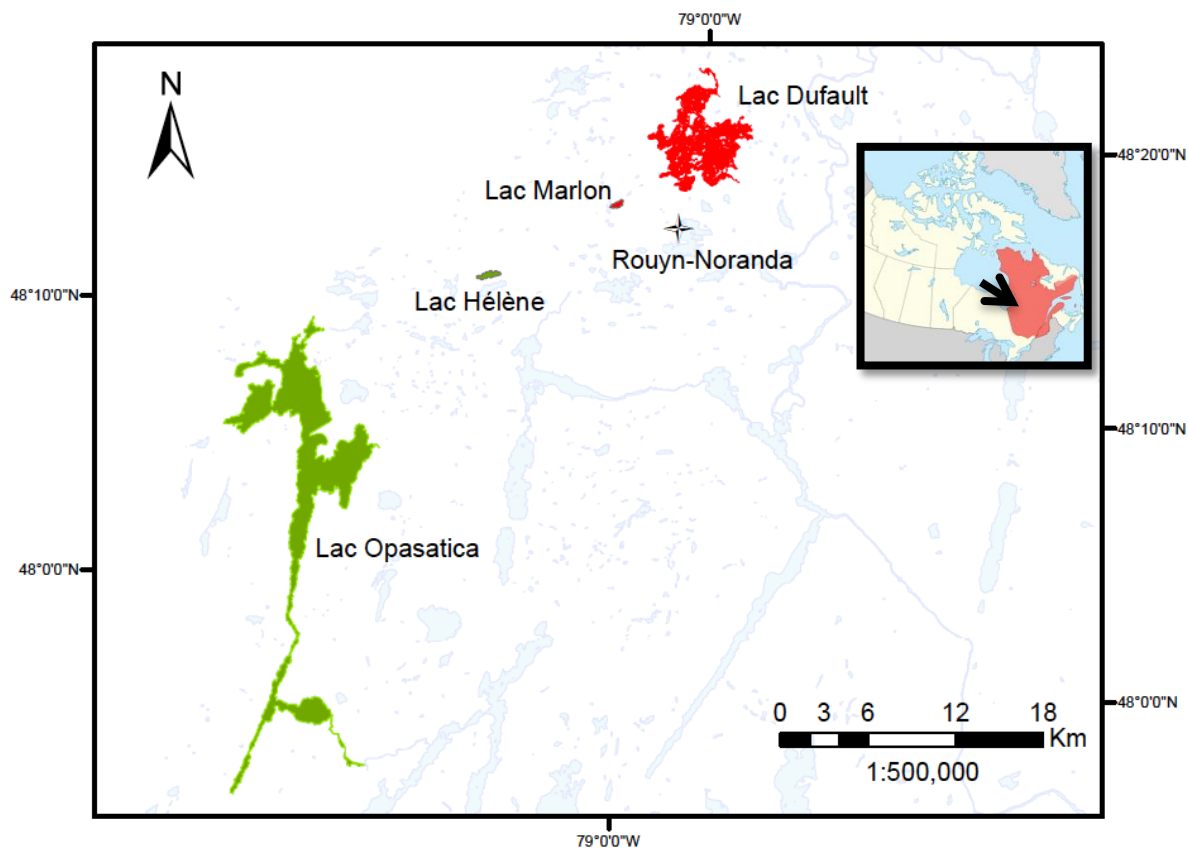 79°0'0"W
N
Lac Dufault
48°20'0"N
Lac Marlon
Rouyn-Noranda
Lac Hélène
48°10'0"N
48°10'0"N
Lac Opasatica
48°0'0"N
48°0'0"N
0 3 6 12 18
Km
1:500,000
79°0'0"W